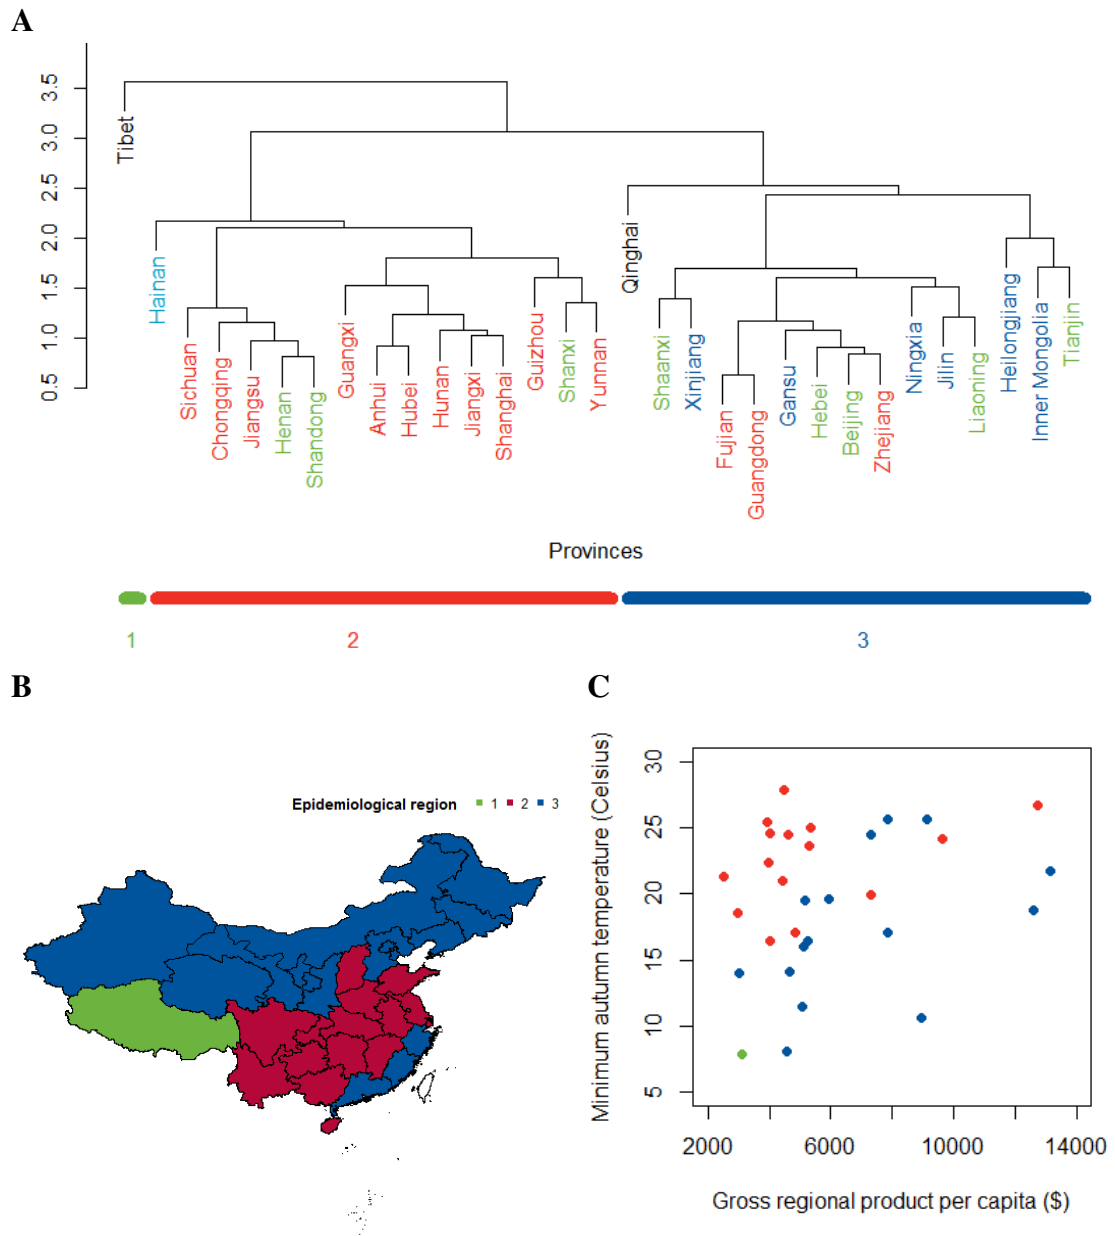 A
3.5
3.0
2.5
2.0
1.5
1.0
0.5
Tibet
Hainan
Sichuan
Chongqing
Jiangsu
Henan
Shandong
Guangxi
Anhui
Hubei
Hunan
Jiangxi
Shanghai
Guizhou
Shanxi
Yunnan
Qinghai
Shaanxi
Xinjiang
Fujian
Guangdong
Gansu
Hebei
Beijing
Zhejiang
Ningxia
Jilin
Liaoning
Heilongjiang
Inner Mongolia
Tianjin
Provinces
1 2 3
B
Epidemiological region 1 2 3
C
Minimum autumn temperature (Celsius)
30
25
20
15
10
5
2000 6000 10000 14000
Gross regional product per capita ($)